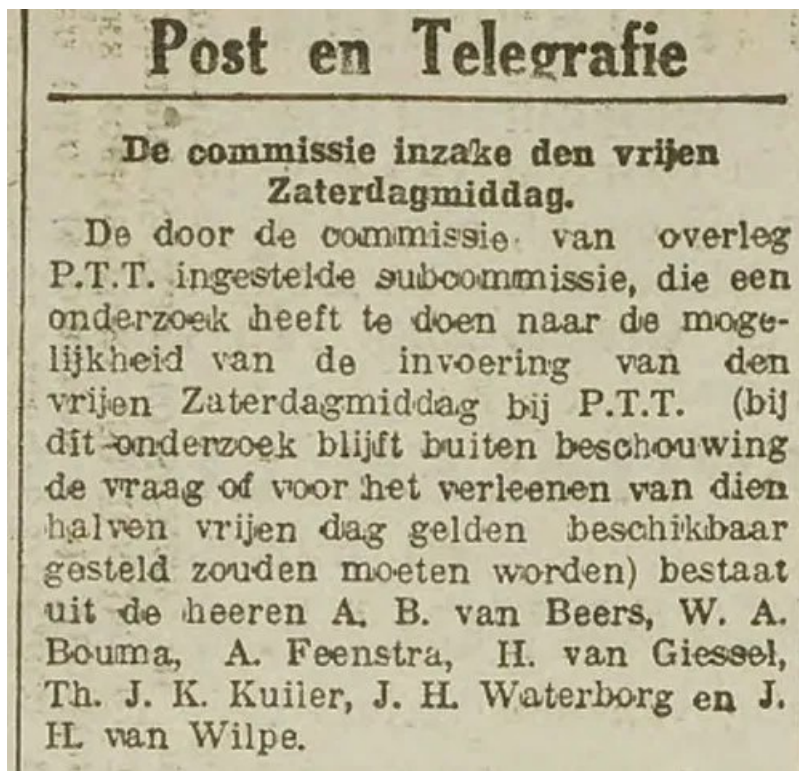 Post en Telegrafie
De commissie inzake den vrijen
Zaterdagmiddag.
De door de commissie van overleg
P.T.T. ingestelde subcommissie, die een
onderzoek heeft te doen naar de moge-
lijkheid van de invoering van den
vrijen Zaterdagmiddag bij P.T.T. (bij
dit onderzoek blijft buiten beschouwing
de vraag of voor het verleenen van dien
halven vrijen dag gelden beschikbaar
gesteld zouden moeten worden) bestaat
uit de heeren A. B. van Beers, W. A.
Bouma, A. Feenstra, H. van Giessel,
Th. J. K. Kuiler, J. H. Waterborg en J.
H. van Wilpe.